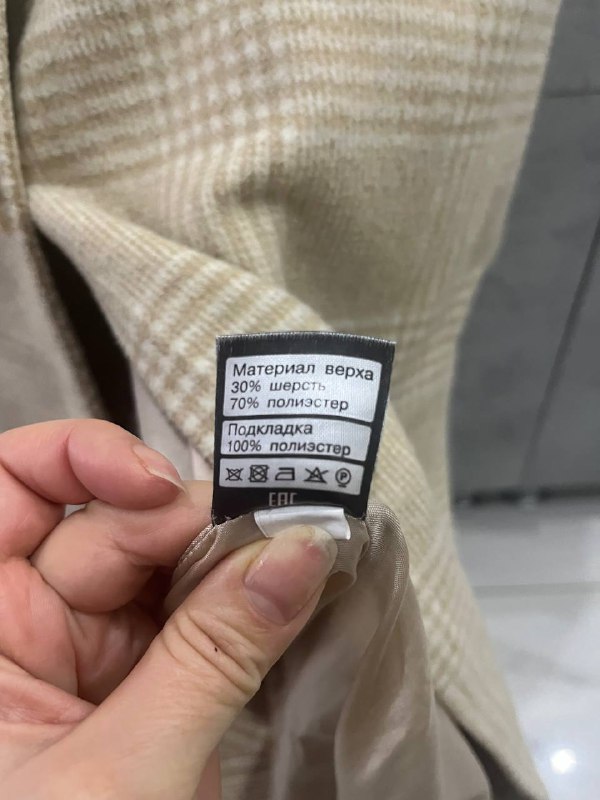 Материал верха
30% шерсть
70% полиэстер
Подкладка
100% полиэстер
EAC